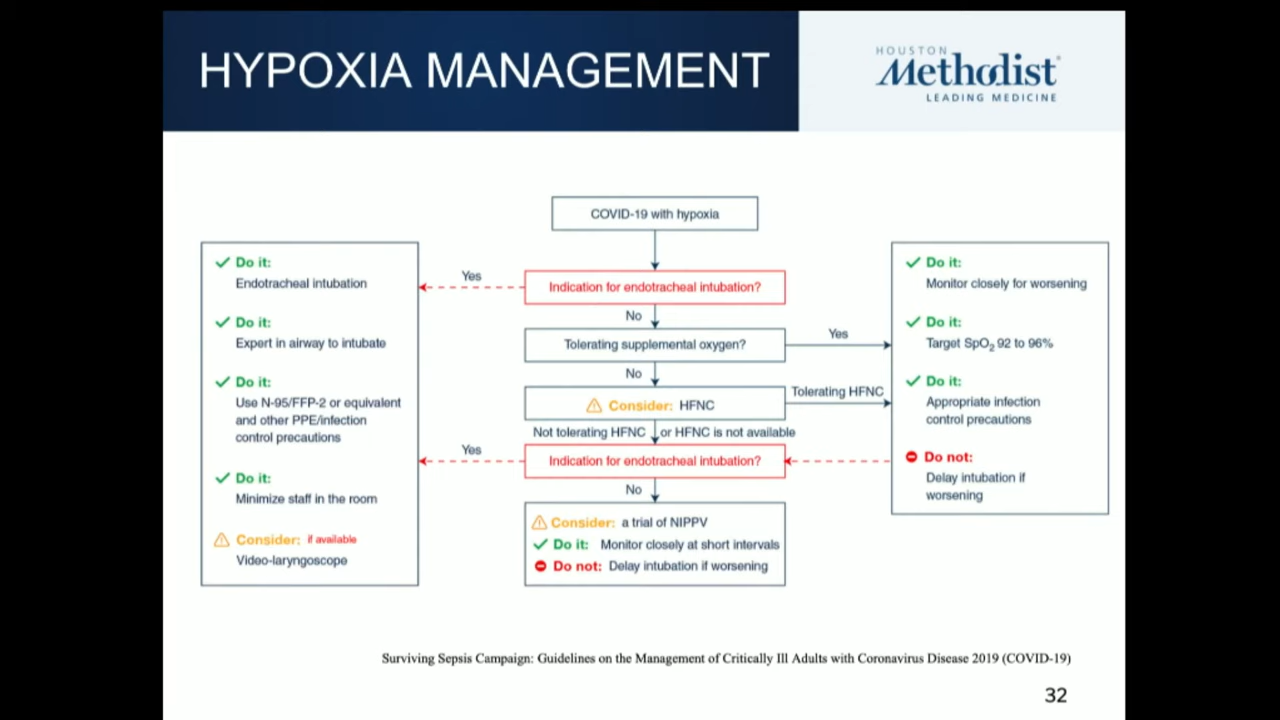 HYPOXIA MANAGEMENT
HOUSTON
Methodist
LEADING MEDICINE
COVID-19 with hypoxia
Do it:
Endotracheal intubation
Do it:
Expert in airway to intubate
Do it:
Use N-95/FFP-2 or equivalent
and other PPE/infection
control precautions
Do it:
Minimize staff in the room
Consider: if available
Video-laryngoscope
Yes
Indication for endotracheal intubation?
No
Tolerating supplemental oxygen?
Yes
No
Consider: HFNC
Tolerating HFNC
Not tolerating HFNC or HFNC is not available
Yes
Indication for endotracheal intubation?
No
Consider: a trial of NIPPV
Do it: Monitor closely at short intervals
Do not: Delay intubation if worsening
Do it:
Monitor closely for worsening
Do it:
Target SpO2 92 to 96%
Do it:
Appropriate infection
control precautions
Do not:
Delay intubation if
worsening
Surviving Sepsis Campaign: Guidelines on the Management of Critically Ill Adults with Coronavirus Disease 2019 (COVID-19)
32